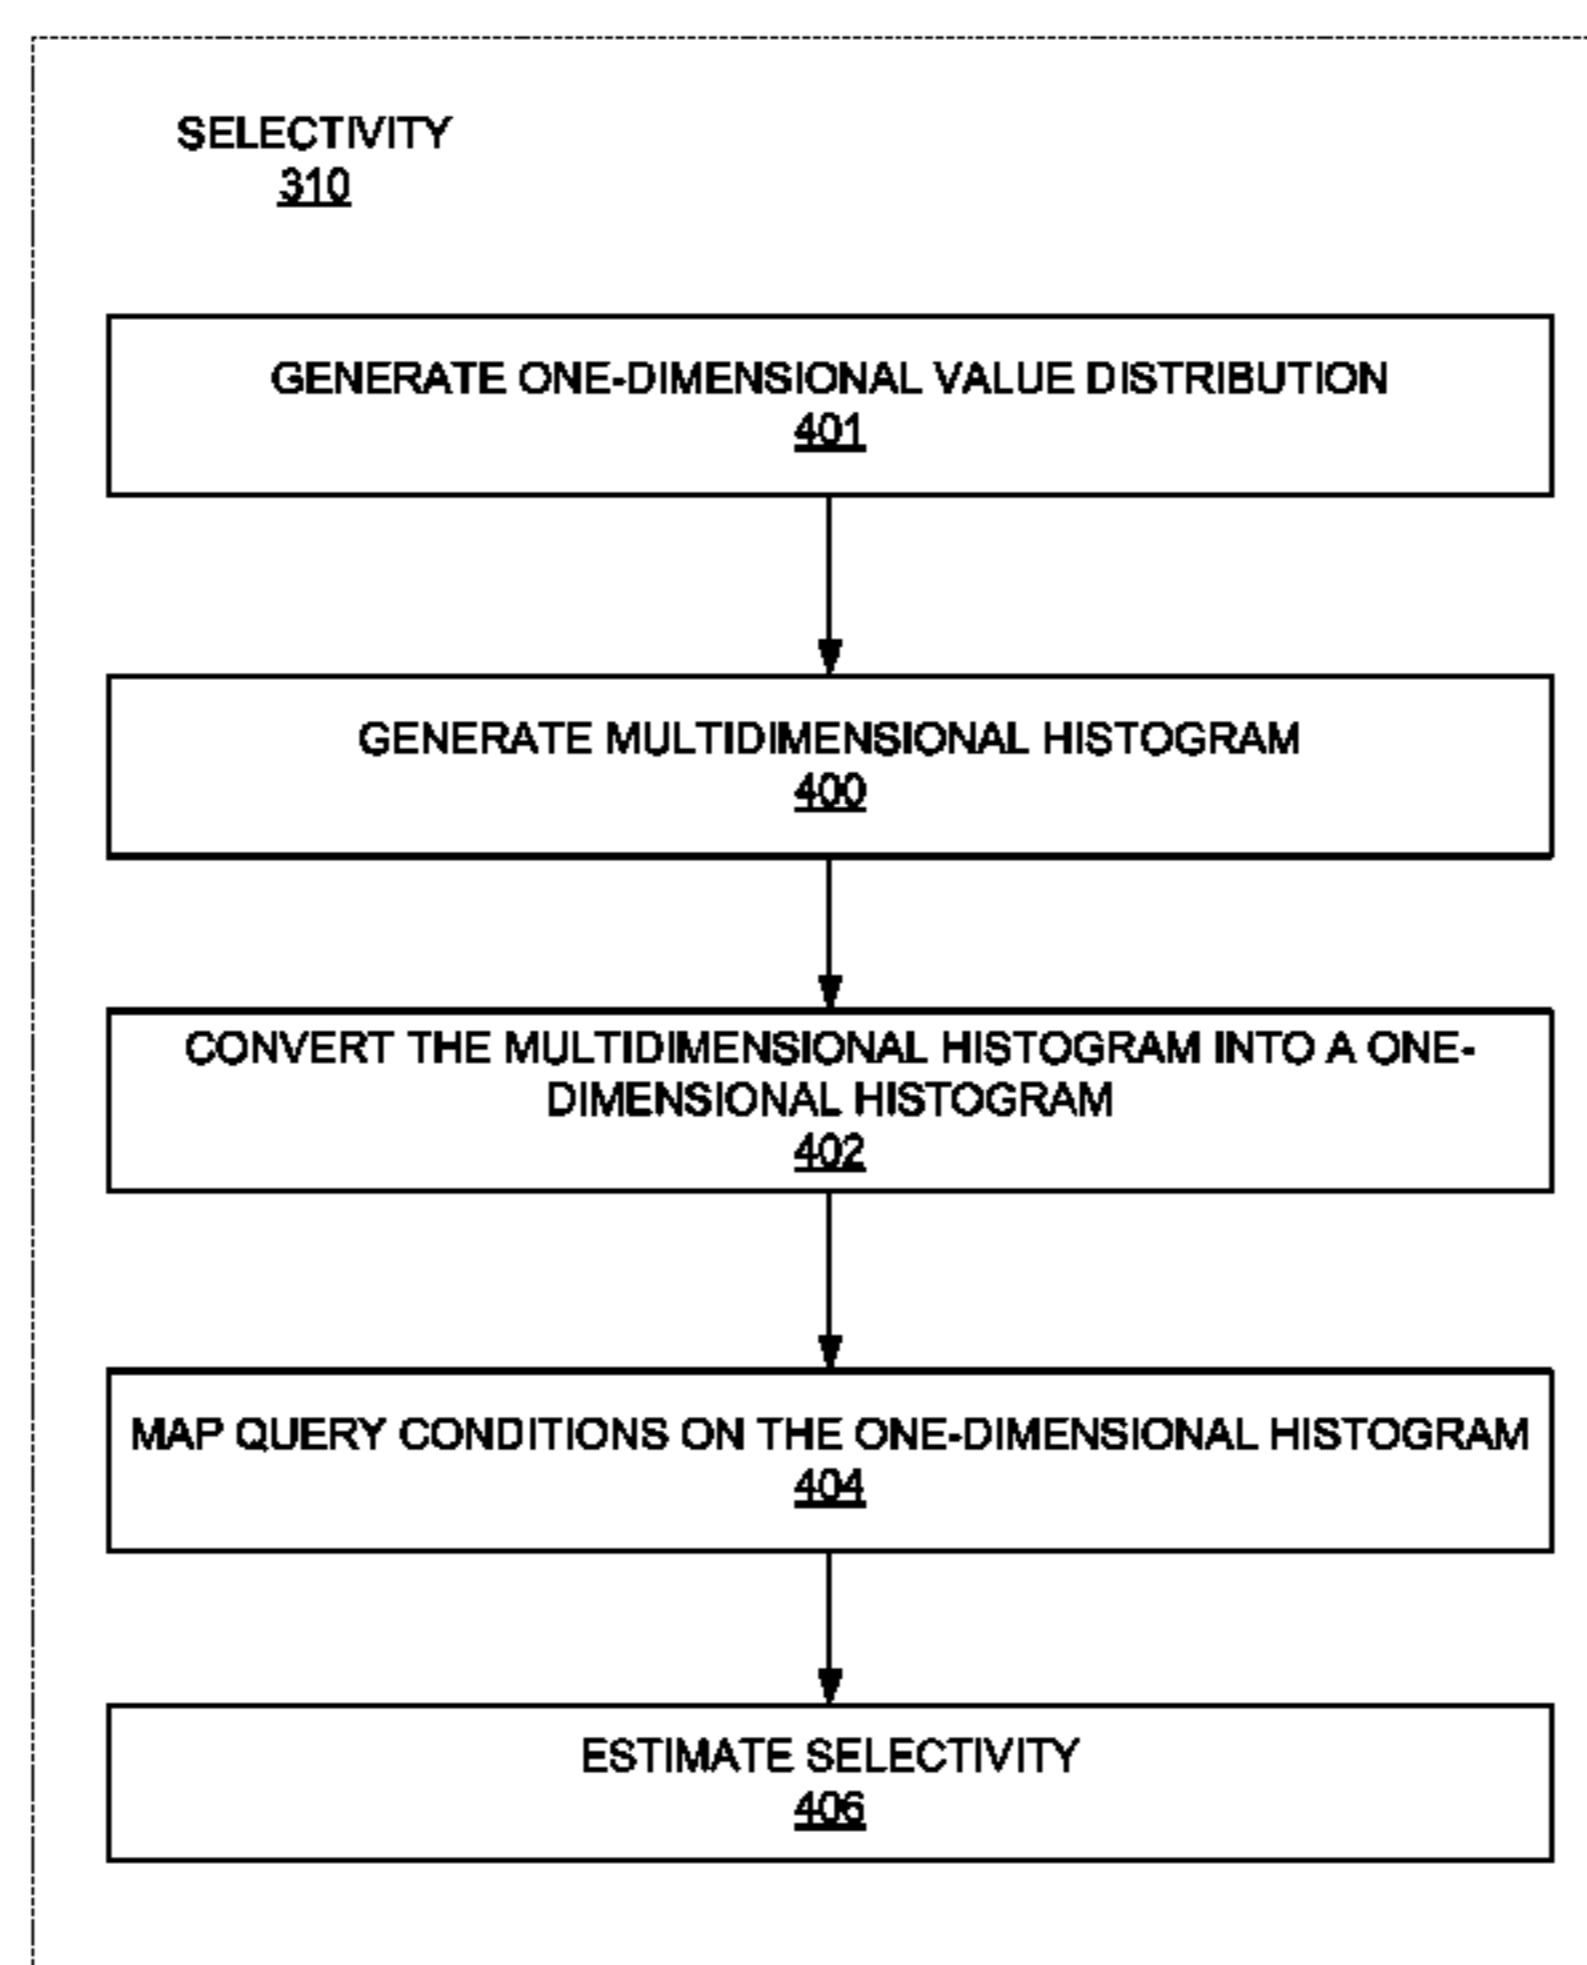 SELECTIVITY
310
GENERATE ONE-DIMENSIONAL VALUE DISTRIBUTION
401
GENERATE MULTIDIMENSIONAL HISTOGRAM
400
CONVERT THE MULTIDIMENSIONAL HISTOGRAM INTO A ONE-
DIMENSIONAL HISTOGRAM
402
MAP QUERY CONDITIONS ON THE ONE-DIMENSIONAL HISTOGRAM
404
ESTIMATE SELECTIVITY
406